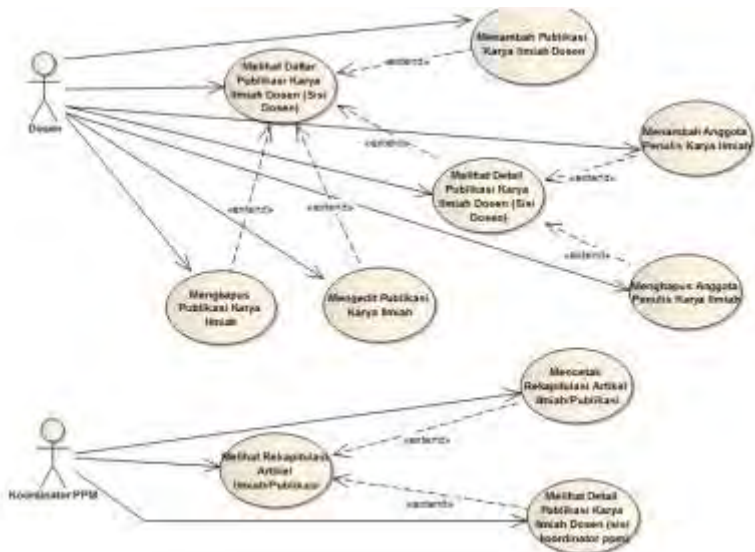 Menambah Publikasi
Karya Ilmiah Dosen
Melihat Daftar
Publikasi Karya
Ilmiah Dosen (Sisi
Dosen)
«extend»
Dosen
Menambah Anggota
Penulis Karya Ilmiah
«extend»
Melihat Detail
Publikasi Karya
Ilmiah Dosen (Sisi
Dosen)
«extend»
«extend»
«extend»
«extend»
Menghapus
Publikasi Karya
Ilmiah
Mengedit Publikasi
Karya Ilmiah
Menghapus Anggota
Penulis Karya Ilmiah
Mencetak
Rekapitulasi Artikel
Ilmiah/Publikasi
«extend»
Koordinator PPM
Melihat Rekapitulasi
Artikel
Ilmiah/Publikasi
«extend»
Melihat Detail
Publikasi Karya
Ilmiah Dosen (sisi
koordinator ppm)